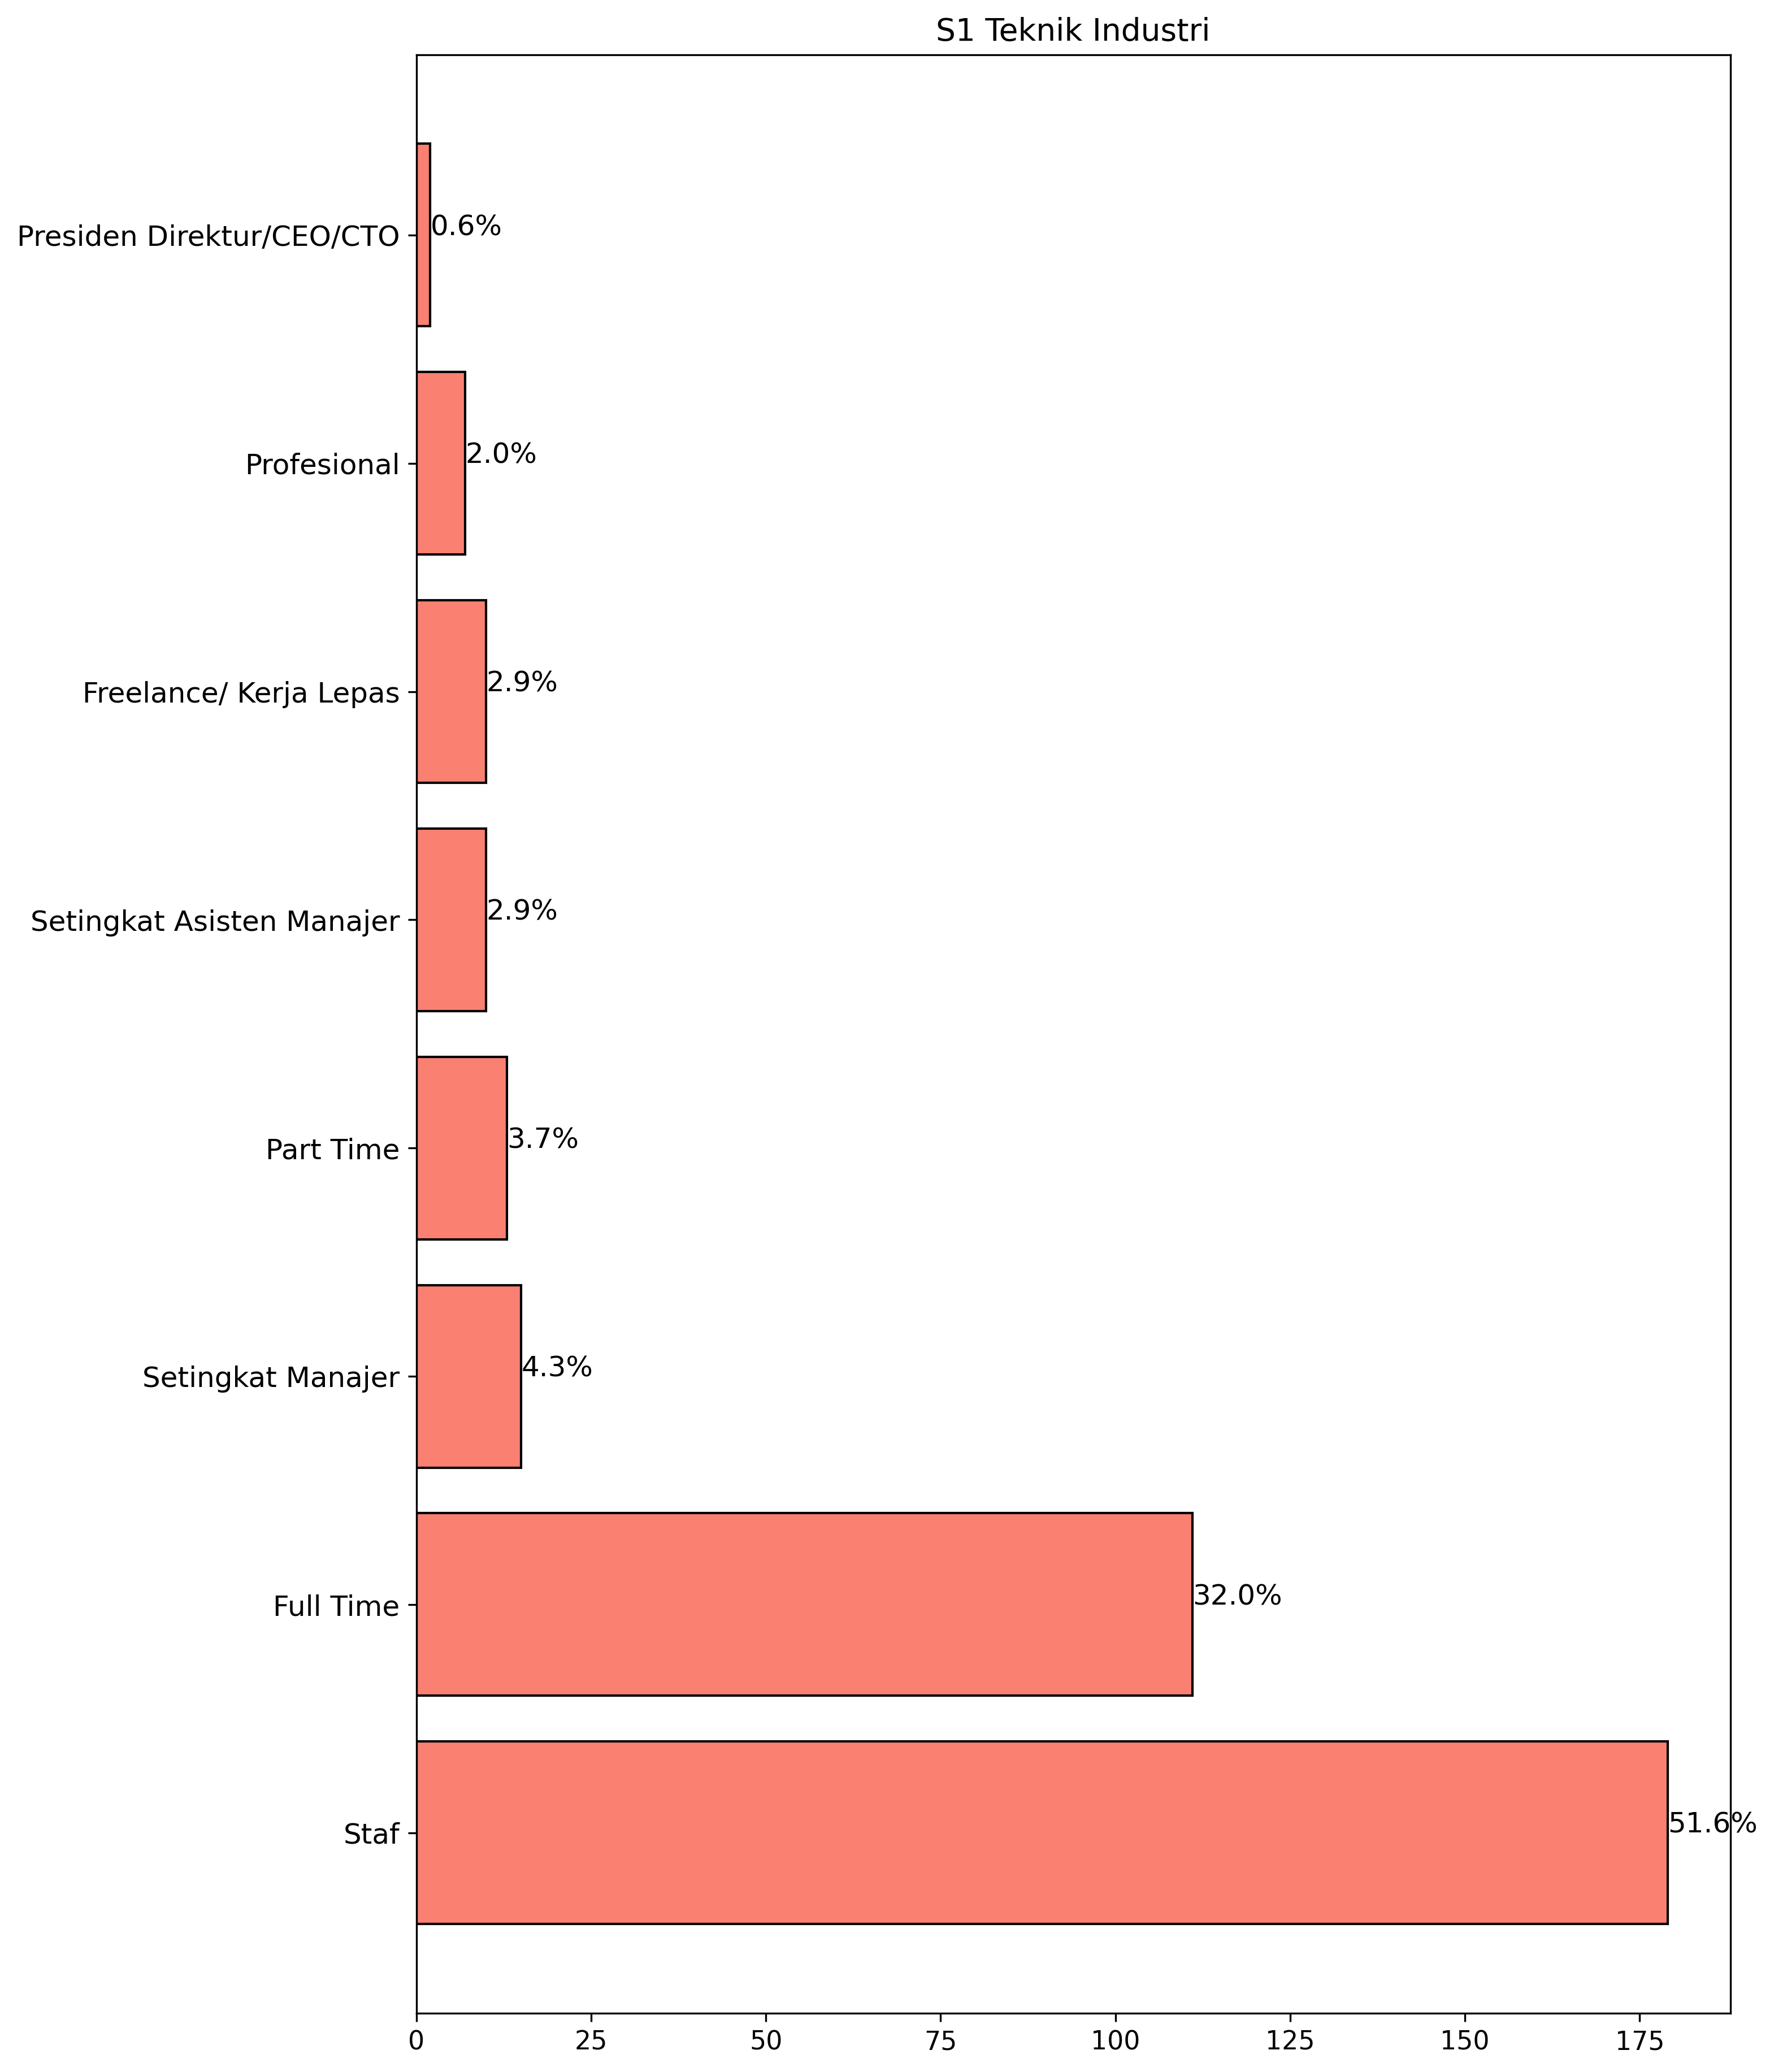 S1 Teknik Industri
Presiden Direktur/CEO/CTO 0.6%
Profesional 2.0%
Freelance/ Kerja Lepas 2.9%
Setingkat Asisten Manajer 2.9%
Part Time 3.7%
Setingkat Manajer 4.3%
Full Time 32.0%
Staf 51.6%
0 25 50 75 100 125 150 175